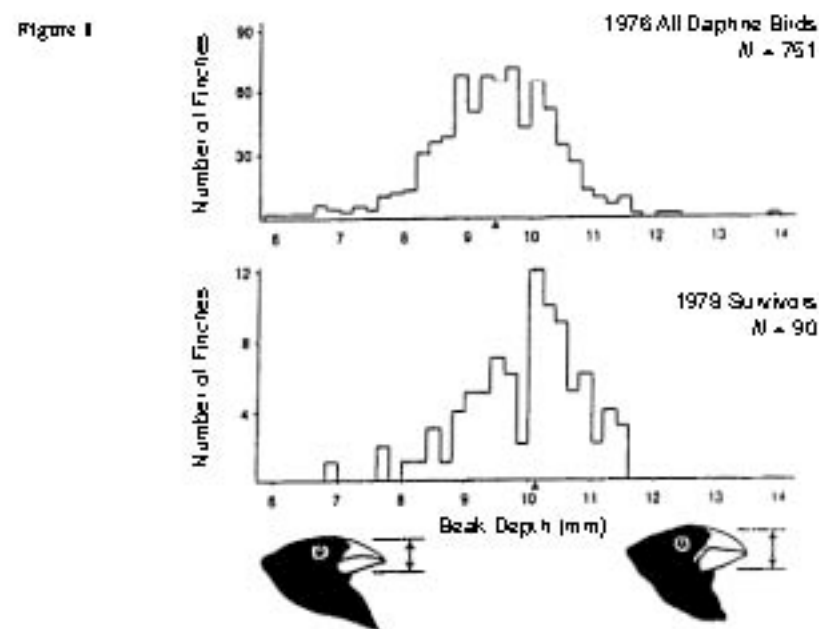 Figure 1
1976 All Daphne Birds
N = 751
Number of Finches
90
60
30
6 7 8 9 10 11 12 13 14
1978 Survivors
N = 90
Number of Finches
12
8
4
6 7 8 9 10 11 12 13 14
Beak Depth (mm)